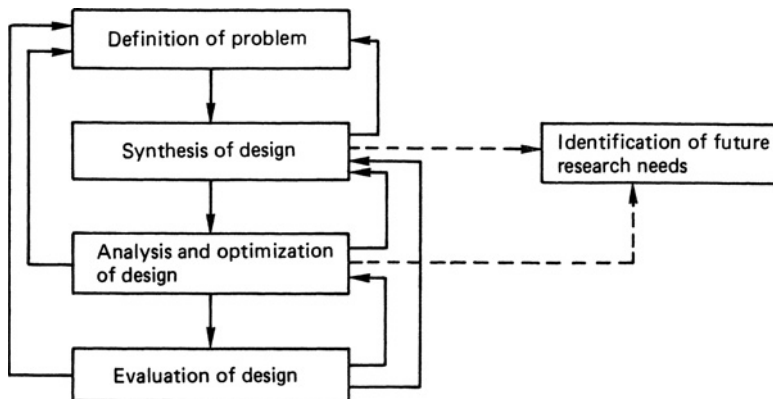 Definition of problem
Synthesis of design
Identification of future
research needs
Analysis and optimization
of design
Evaluation of design